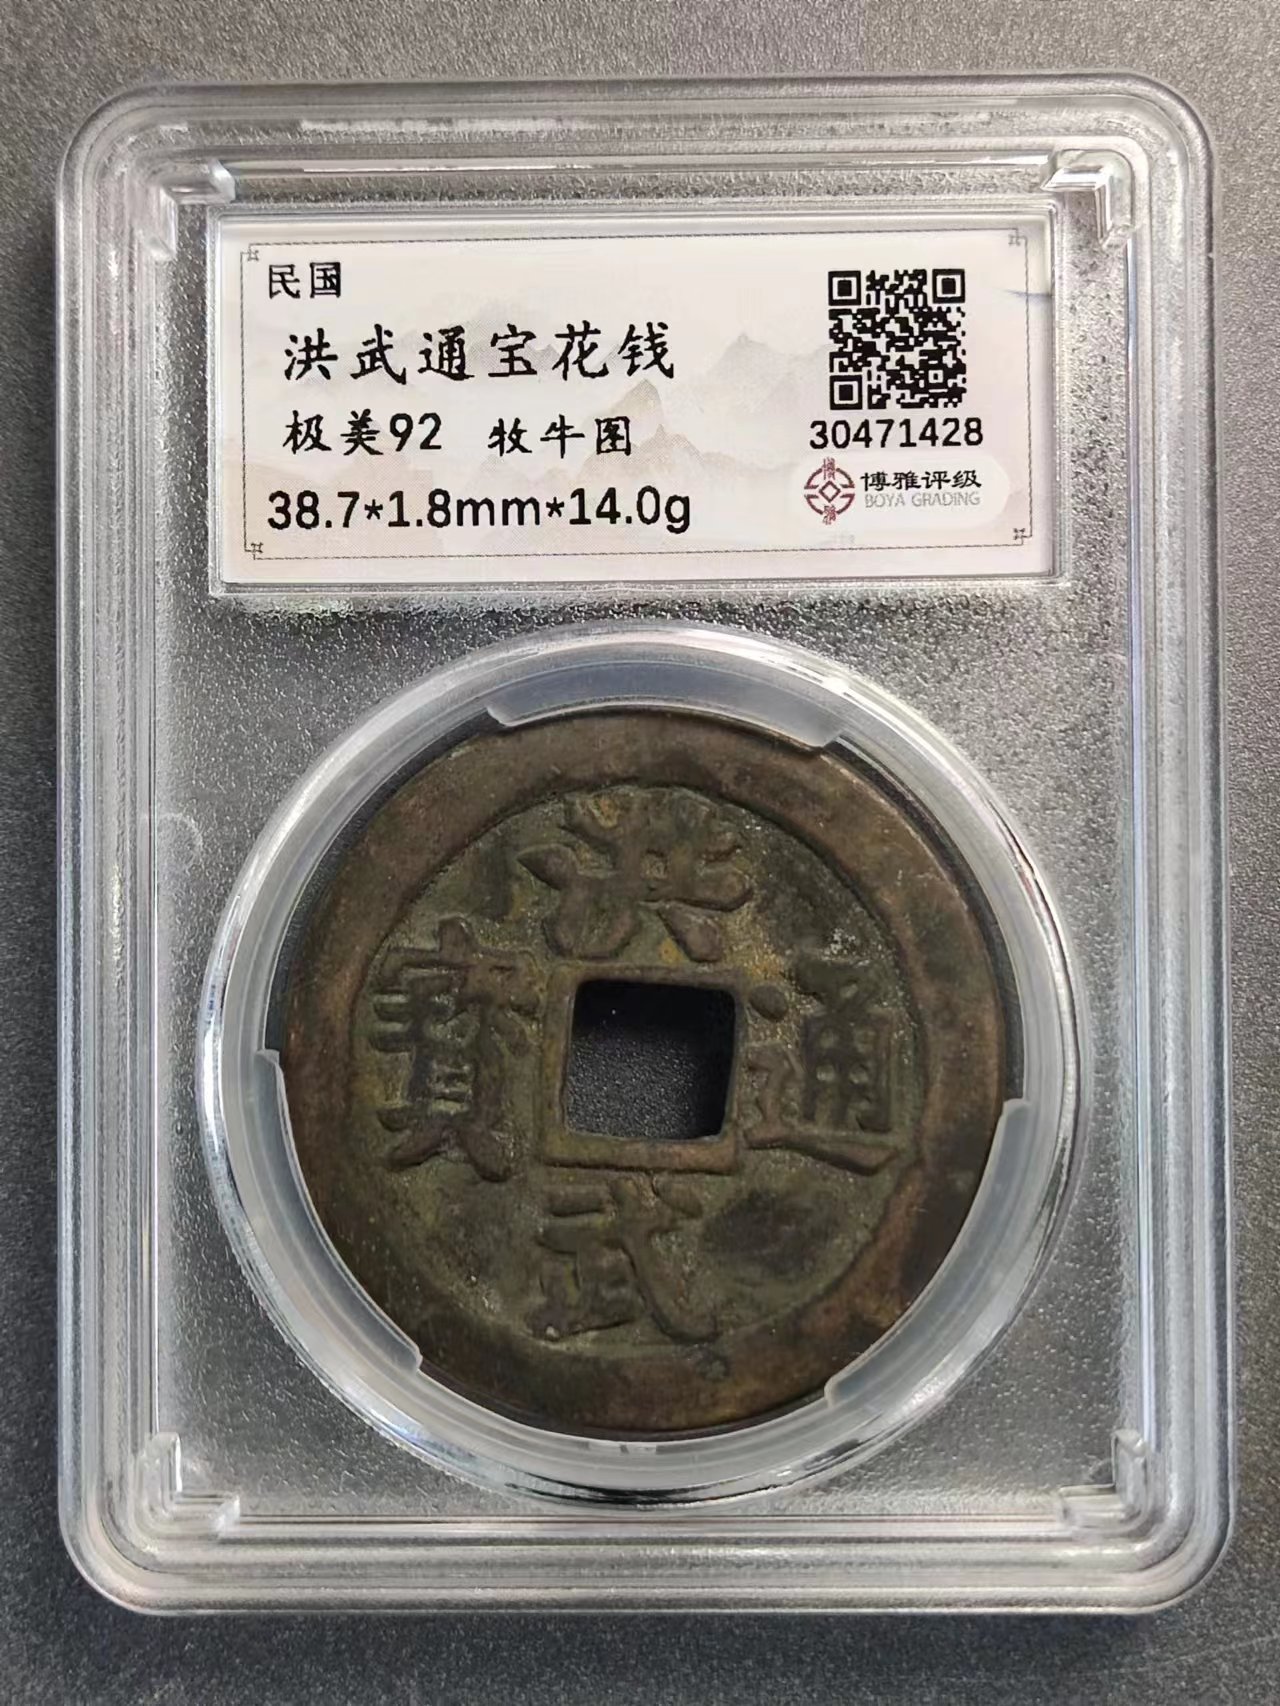 民国
洪武通宝花钱
极美92 牧牛图
38.7*1.8mm*14.0g
30471428
博雅评级
BOYA GRADING
洪
寳 通
武